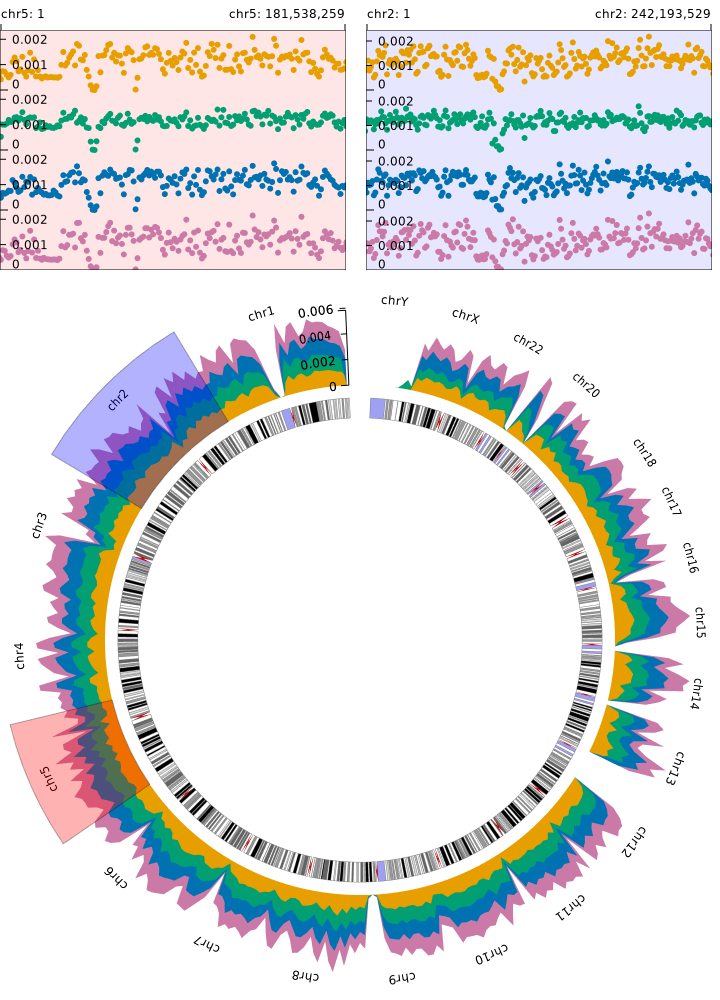 chr5: 1 chr5: 181,538,259 chr2: 1 chr2: 242,193,529
0.002 0.002
0.001 0.001
0 0
0.002 0.002
0.001 0.001
0 0
0.002 0.002
0.001 0.001
0 0
0.002 0.002
0.001 0.001
0 0
chrY
chr1 0.006 chrX
0.004 chr22
0.002
0 chr20
chr2
chr18
chr17
chr3
chr16
chr15
chr4
chr14
chr13
chr5
chr12
chr6
chr11
chr7
chr10
chr8 chr9